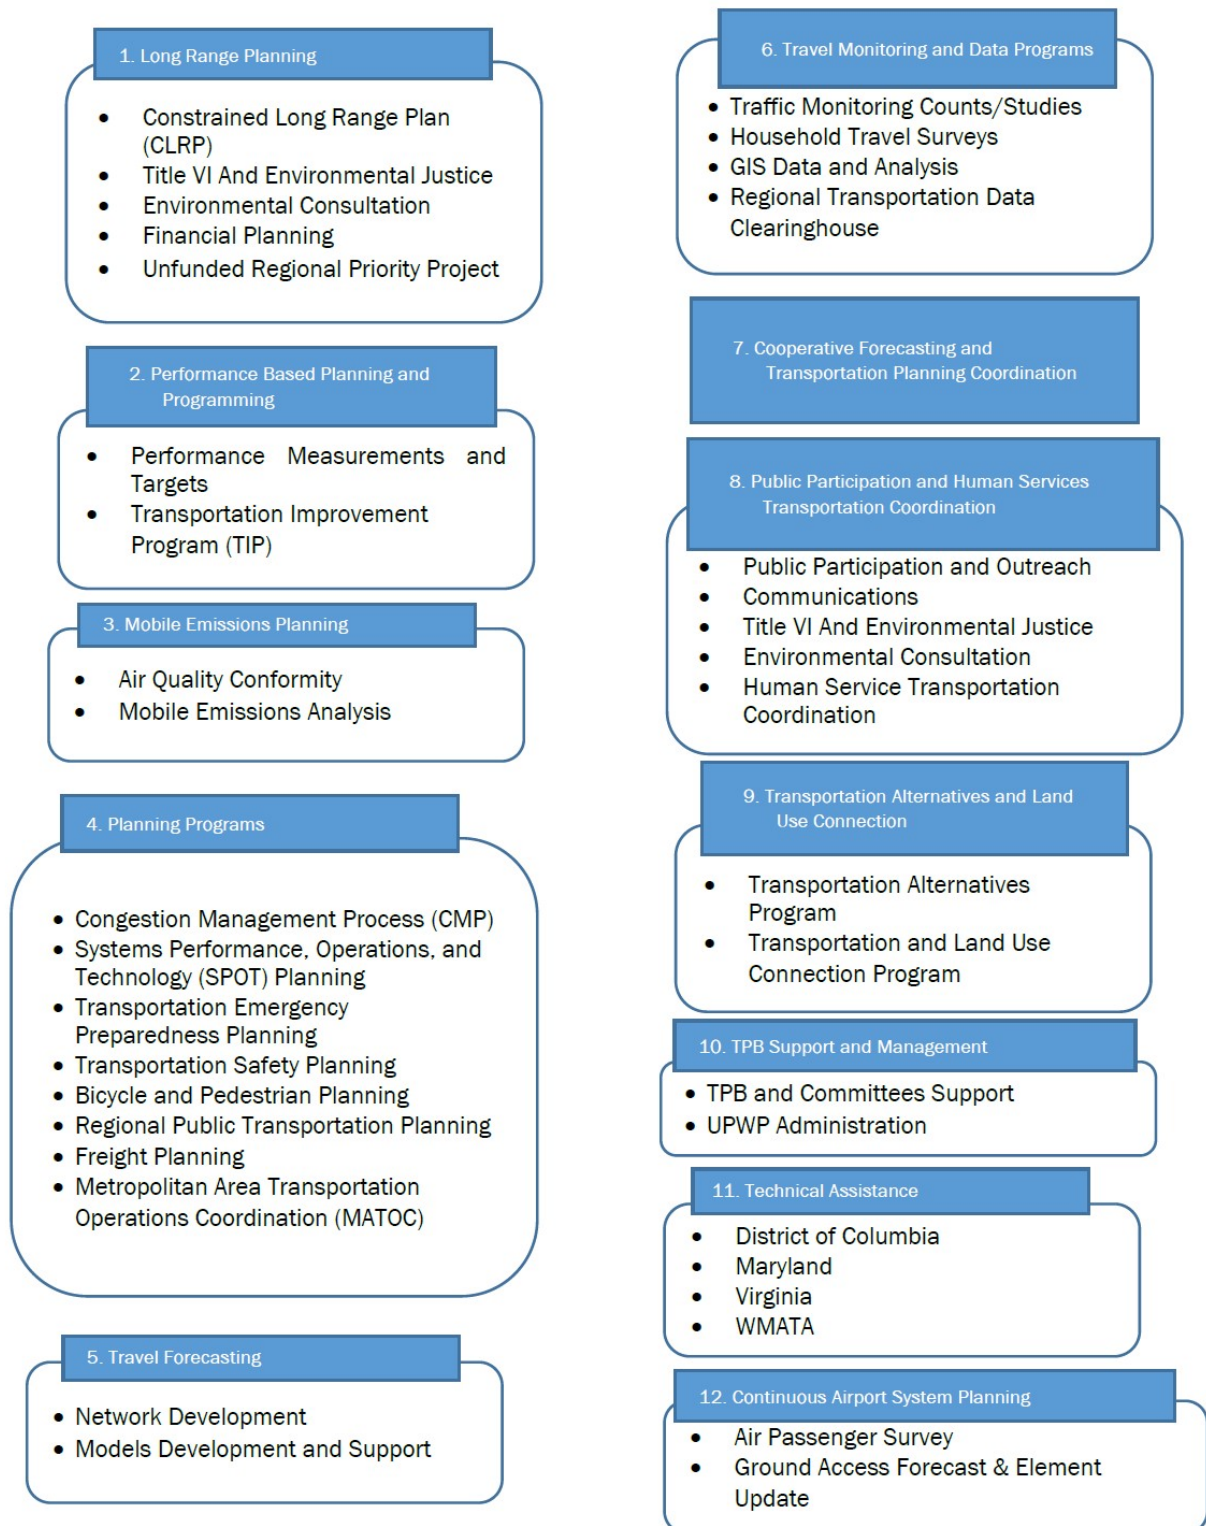 1. Long Range Planning
• Constrained Long Range Plan
(CLRP)
• Title VI And Environmental Justice
• Environmental Consultation
• Financial Planning
• Unfunded Regional Priority Project
2. Performance Based Planning and
Programming
• Performance Measurements and
Targets
• Transportation Improvement
Program (TIP)
3. Mobile Emissions Planning
• Air Quality Conformity
• Mobile Emissions Analysis
4. Planning Programs
• Congestion Management Process (CMP)
• Systems Performance, Operations, and
Technology (SPOT) Planning
• Transportation Emergency
Preparedness Planning
• Transportation Safety Planning
• Bicycle and Pedestrian Planning
• Regional Public Transportation Planning
• Freight Planning
• Metropolitan Area Transportation
Operations Coordination (MATOC)
5. Travel Forecasting
• Network Development
• Models Development and Support
6. Travel Monitoring and Data Programs
• Traffic Monitoring Counts/Studies
• Household Travel Surveys
• GIS Data and Analysis
• Regional Transportation Data
Clearinghouse
7. Cooperative Forecasting and
Transportation Planning Coordination
8. Public Participation and Human Services
Transportation Coordination
• Public Participation and Outreach
• Communications
• Title VI And Environmental Justice
• Environmental Consultation
• Human Service Transportation
Coordination
9. Transportation Alternatives and Land
Use Connection
• Transportation Alternatives
Program
• Transportation and Land Use
Connection Program
10. TPB Support and Management
• TPB and Committees Support
• UPWP Administration
11. Technical Assistance
• District of Columbia
• Maryland
• Virginia
• WMATA
12. Continuous Airport System Planning
• Air Passenger Survey
• Ground Access Forecast & Element
Update